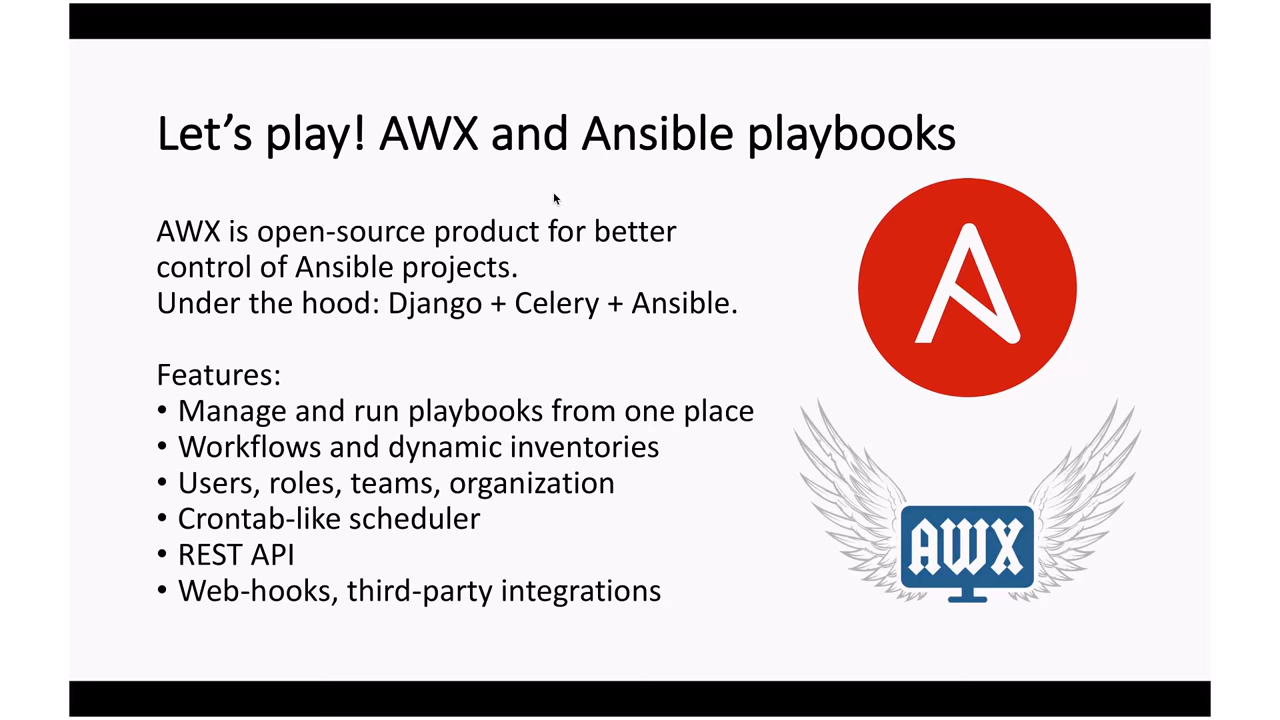 Let's play! AWX and Ansible playbooks
AWX is open-source product for better
control of Ansible projects.
Under the hood: Django + Celery + Ansible.
Features:
• Manage and run playbooks from one place
• Workflows and dynamic inventories
• Users, roles, teams, organization
• Crontab-like scheduler
• REST API
• Web-hooks, third-party integrations
A
AWX